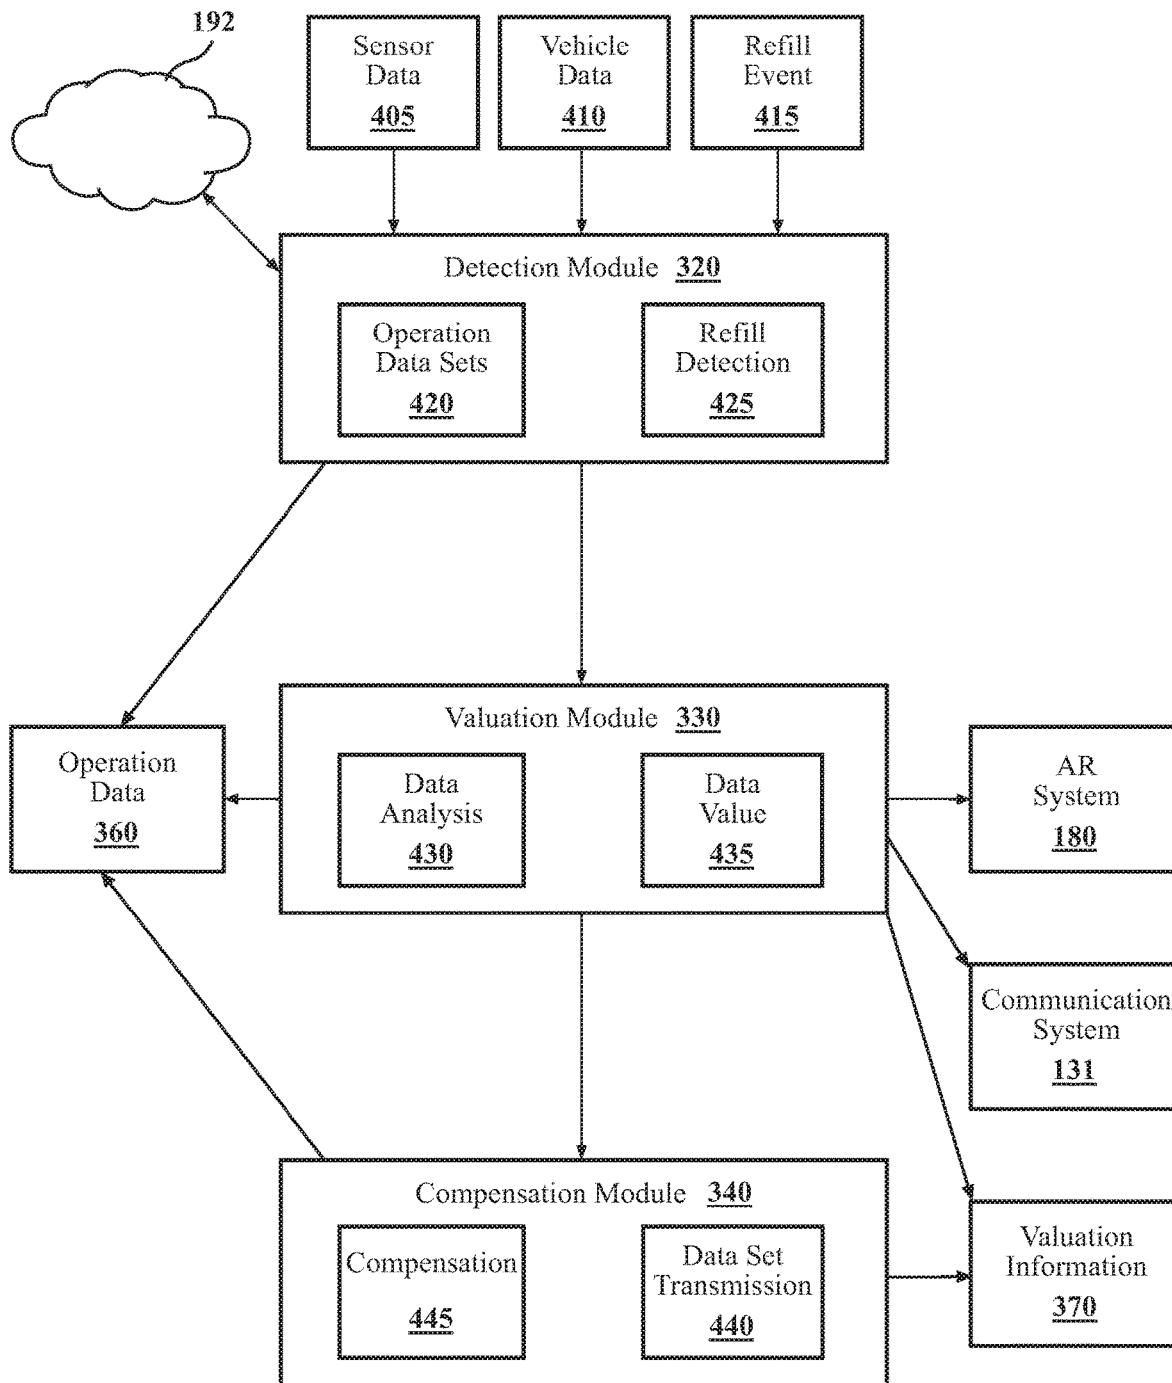 192
Sensor
Data
405
Vehicle
Data
410
Refill
Event
415
Detection Module 320
Operation
Data Sets
420
Refill
Detection
425
Operation
Data
360
Valuation Module 330
Data
Analysis
430
Data
Value
435
AR
System
180
Communication
System
131
Compensation Module 340
Compensation
445
Data Set
Transmission
440
Valuation
Information
370